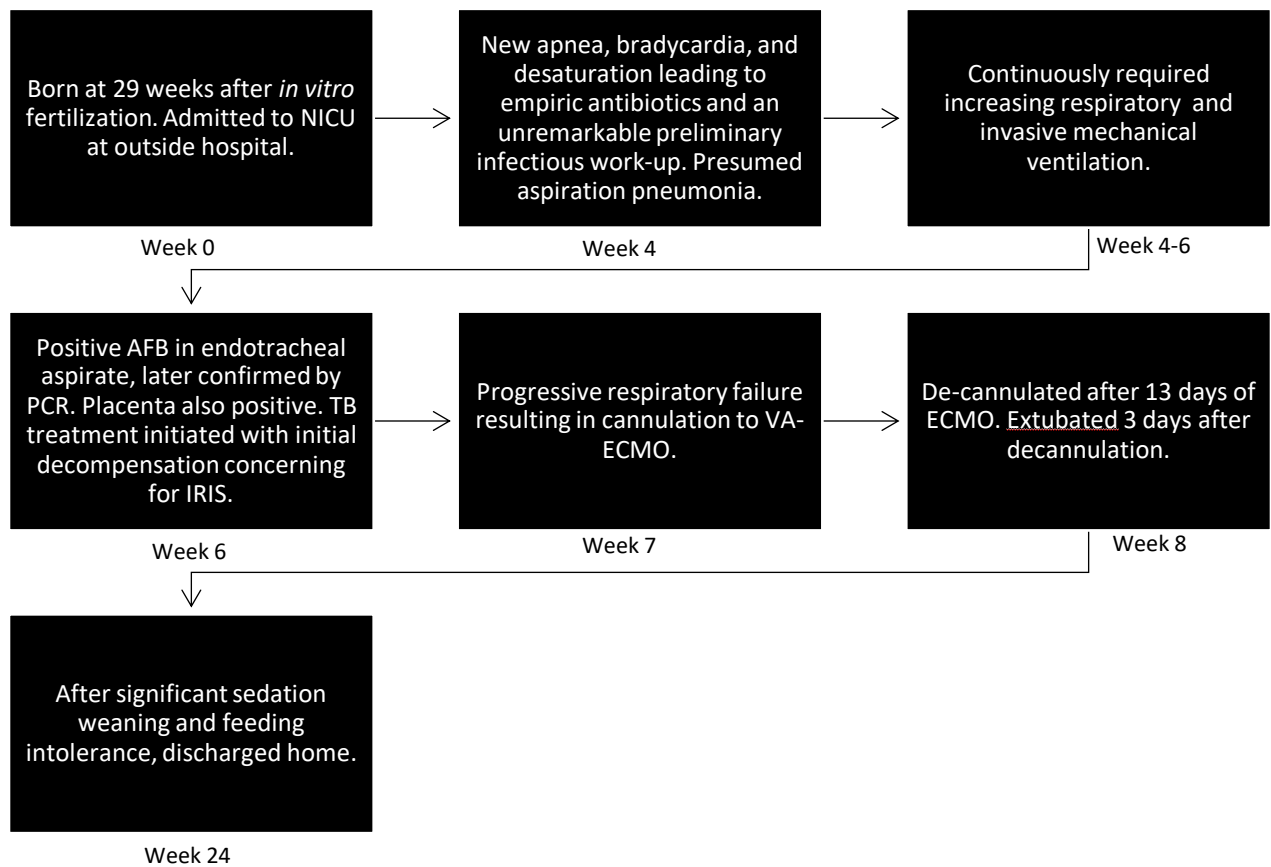 Born at 29 weeks after in vitro
fertilization. Admitted to NICU
at outside hospital.
Week 0
New apnea, bradycardia, and
desaturation leading to
empiric antibiotics and an
unremarkable preliminary
infectious work-up. Presumed
aspiration pneumonia.
Week 4
Continuously required
increasing respiratory and
invasive mechanical
ventilation.
Week 4-6
Positive AFB in endotracheal
aspirate, later confirmed by
PCR. Placenta also positive. TB
treatment initiated with initial
decompensation concerning
for IRIS.
Week 6
Progressive respiratory failure
resulting in cannulation to VA-
ECMO.
Week 7
De-cannulated after 13 days of
ECMO. Extubated 3 days after
decannulation.
Week 8
After significant sedation
weaning and feeding
intolerance, discharged home.
Week 24